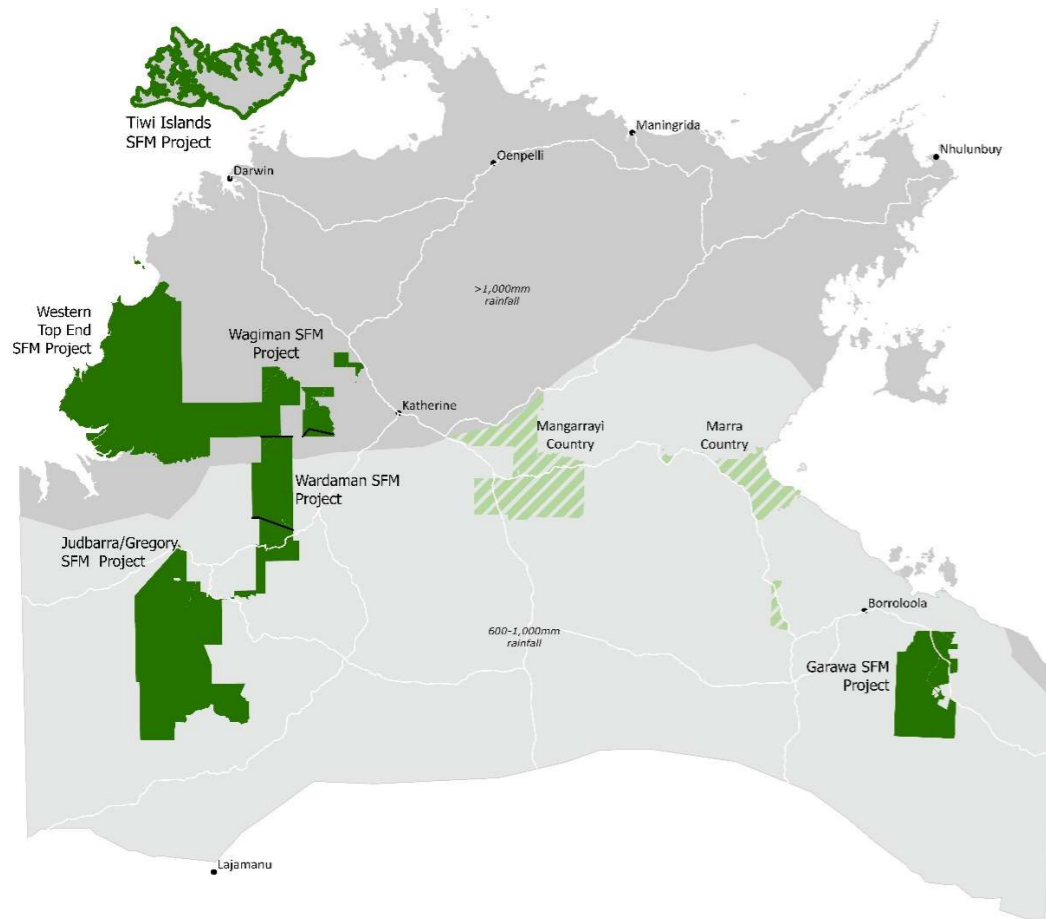 Tiwi Islands
SFM Project
Maningrida
Nhulunbuy
Oenpelli
Darwin
>1,000mm
rainfall
Western
Top End
SFM Project
Wagiman SFM
Project
Katherine
Mangarrayi
Country
Marra
Country
Wardaman SFM
Project
Judbarra/Gregory
SFM Project
600-1,000mm
rainfall
Borroloola
Garawa SFM
Project
Lajamanu